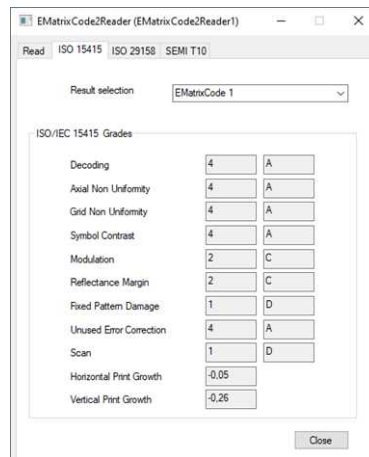 EMatrixCode2Reader (EMatrixCode2Reader1)
Read ISO 15415 ISO 29158 SEMI T10
Result selection EMatrixCode 1
ISO/IEC 15415 Grades
Decoding 4 A
Axial Non Uniformity 4 A
Grid Non Uniformity 4 A
Symbol Contrast 4 A
Modulation 2 C
Reflectance Margin 2 C
Fixed Pattern Damage 1 D
Unused Error Correction 4 A
Scan 1 D
Horizontal Print Growth -0,05
Vertical Print Growth -0,26
Close